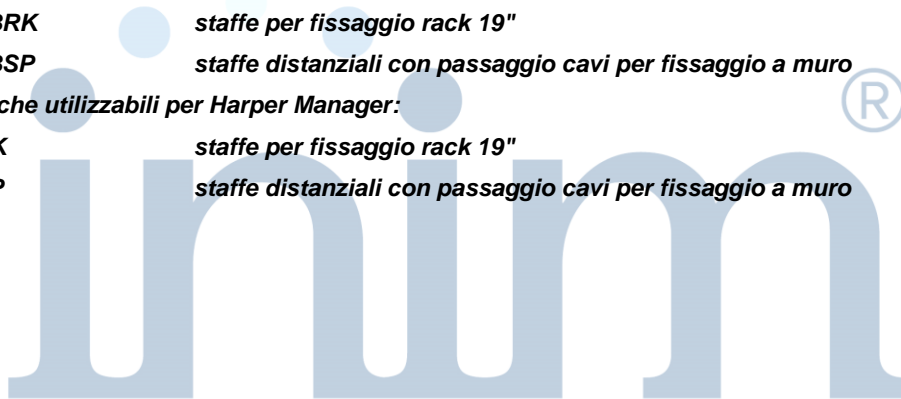 BRK staffe per fissaggio rack 19"
BSP staffe distanziali con passaggio cavi per fissaggio a muro
che utilizzabili per Harper Manager:
K staffe per fissaggio rack 19"
P staffe distanziali con passaggio cavi per fissaggio a muro
inim ®